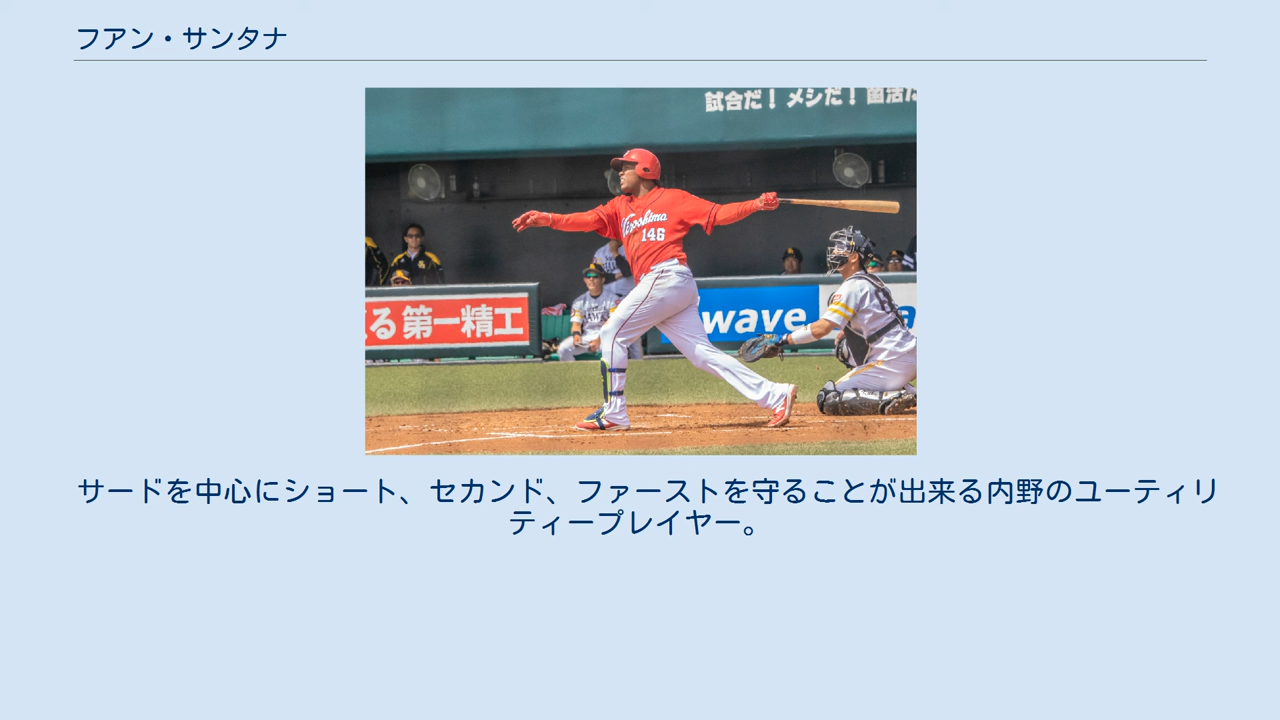 フアン・サンタナ
試合だ！ メシだ！
Hiroshima
146
る 第一精工
wave
サードを中心にショート、セカンド、ファーストを守ることが出来る内野のユーティリ
ティープレイヤー。